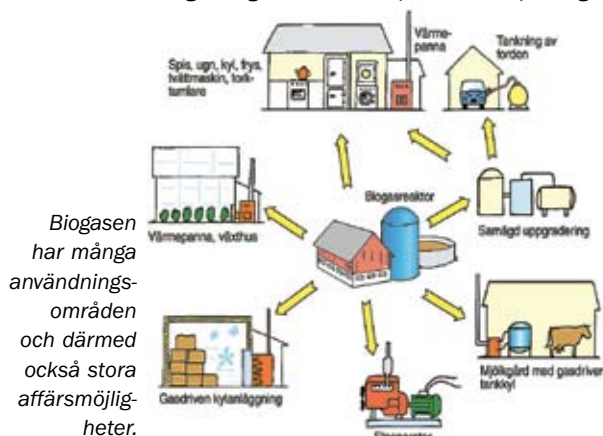 Värme-
panna
Tankning av
fordon
Spis, ugn, kyl, frys,
tvättmaskin, tork-
tumlare
Biogasreaktor
Värmepanna, växthus
Samägd uppgradering
Biogasen
har många
användnings-
områden
och därmed
också stora
affärsmöjlig-
heter.
Gasdriven kylanläggning
Mjölkgård med gasdriven
tankkyl